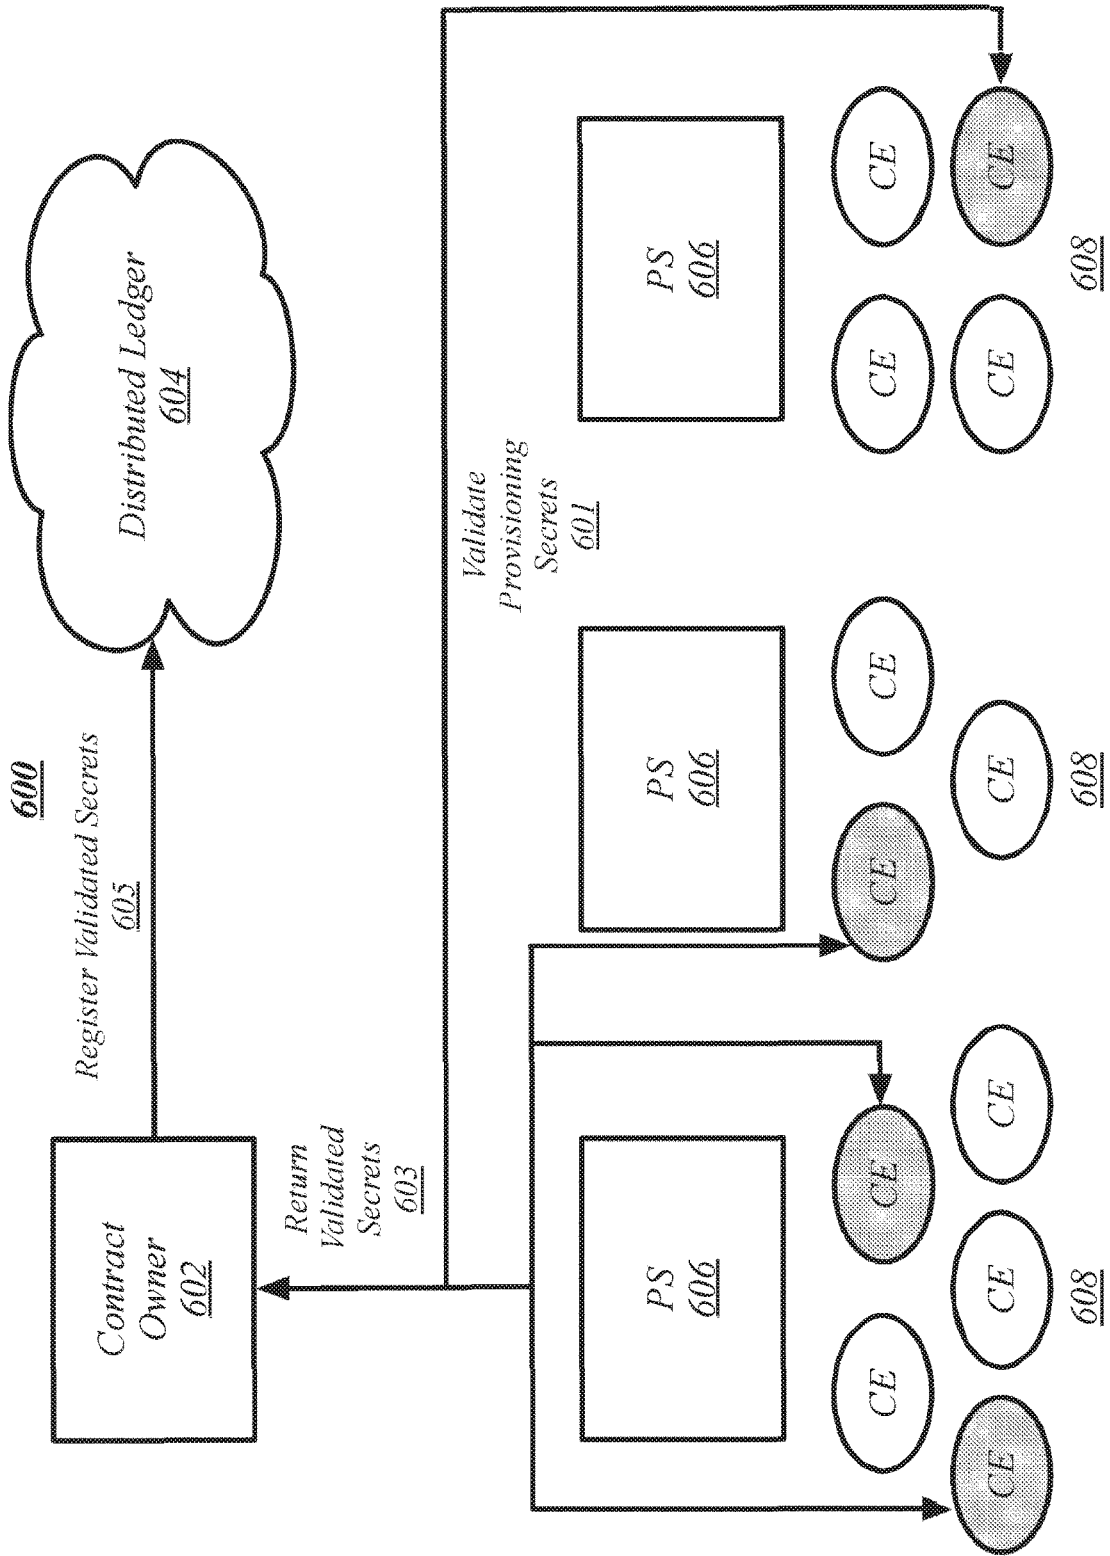 600
Register Validated Secrets
605
Contract
Owner
602
Distributed Ledger
604
Return
Validated
Secrets
603
Validate
Provisioning
Secrets
601
PS
606
PS
606
PS
606
CE
CE
CE
CE
CE
CE
CE
CE
CE
CE
CE
CE
608
608
608